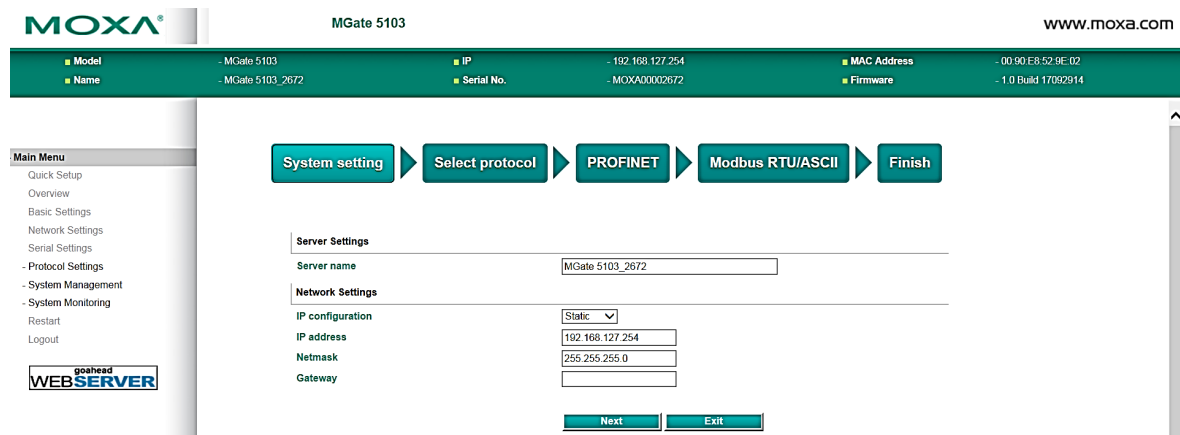 MOXA® MGate 5103 www.moxa.com
Model - MGate 5103 IP - 192.168.127.254 MAC Address - 00:90:E8:52:9E:02
Name - MGate 5103_2672 Serial No. - MOXA00002672 Firmware - 1.0 Build 17092914
Main Menu
Quick Setup
Overview
Basic Settings
Network Settings
Serial Settings
- Protocol Settings
- System Management
- System Monitoring
Restart
Logout
goahead
WEBSERVER
System setting Select protocol PROFINET Modbus RTU/ASCII Finish
Server Settings
Server name MGate 5103_2672
Network Settings
IP configuration Static
IP address 192.168.127.254
Netmask 255.255.255.0
Gateway
Next Exit